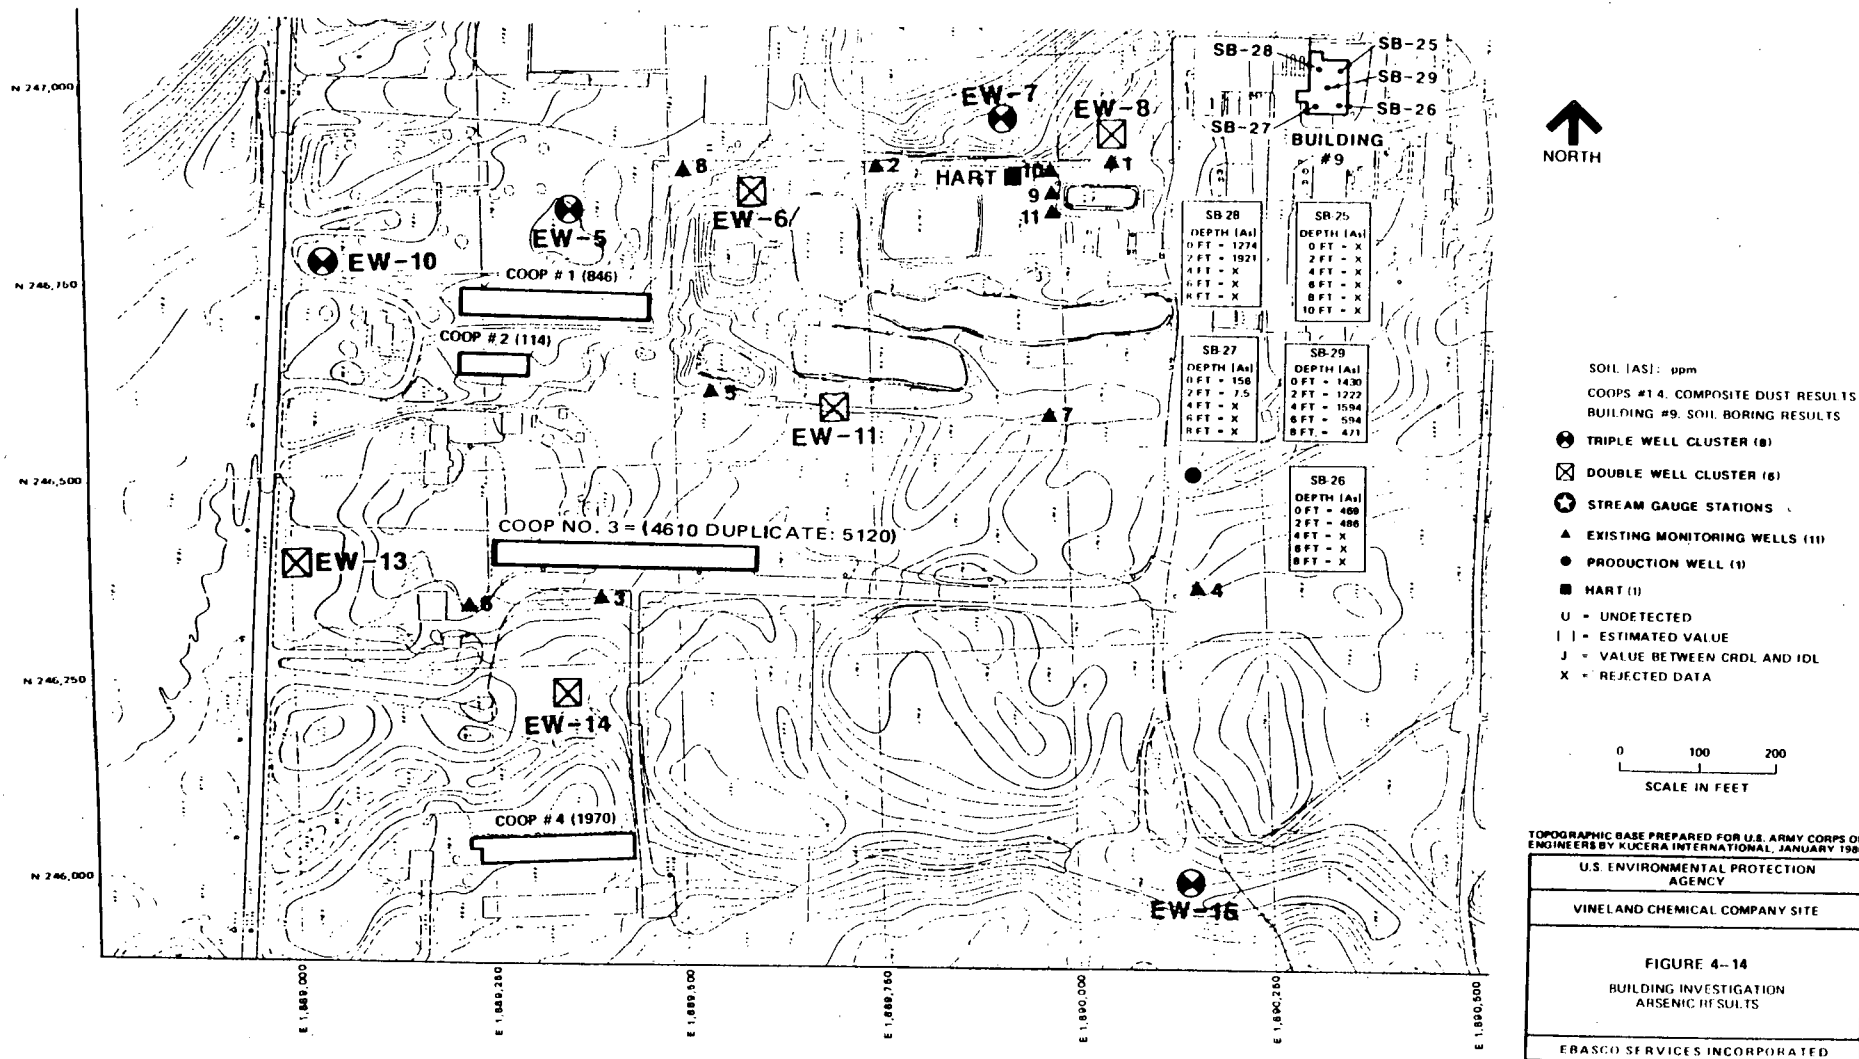 N 247,000
N 246,750
N 246,500
N 246,250
N 246,000
E 1,889,000
E 1,889,250
E 1,889,500
E 1,889,750
E 1,890,000
E 1,890,250
E 1,890,500
EW-7
EW-8
8
2
1
HART
10
9
11
EW-6
EW-5
EW-10
COOP #1 (846)
COOP #2 (114)
5
EW-11
7
COOP NO. 3 = (4610 DUPLICATE: 5120)
EW-13
6
3
4
EW-14
COOP #4 (1970)
EW-15
SB-28
SB-25
SB-29
SB-26
SB-27
BUILDING
#9
SB-28
DEPTH [As]
0 FT = 1274
2 FT = 1921
4 FT = X
6 FT = X
8 FT = X
SB-25
DEPTH [As]
0 FT = X
2 FT = X
4 FT = X
6 FT = X
8 FT = X
10 FT = X
SB-27
DEPTH [As]
0 FT = 156
2 FT = 7.5
4 FT = X
6 FT = X
8 FT = X
SB-29
DEPTH [As]
0 FT = 1430
2 FT = 1222
4 FT = 1594
6 FT = 594
8 FT = 471
SB-26
DEPTH [As]
0 FT = 469
2 FT = 486
4 FT = X
6 FT = X
8 FT = X
NORTH
SOIL [AS]: ppm
COOPS #1 4. COMPOSITE DUST RESULTS
BUILDING #9. SOIL BORING RESULTS
TRIPLE WELL CLUSTER (8)
DOUBLE WELL CLUSTER (6)
STREAM GAUGE STATIONS
EXISTING MONITORING WELLS (11)
PRODUCTION WELL (1)
HART (1)
U = UNDETECTED
[ ] = ESTIMATED VALUE
J = VALUE BETWEEN CRDL AND IDL
X = REJECTED DATA
0 100 200
SCALE IN FEET
TOPOGRAPHIC BASE PREPARED FOR U.S. ARMY CORPS
ENGINEERS BY KUCERA INTERNATIONAL, JANUARY
U.S. ENVIRONMENTAL PROTECTION
AGENCY
VINELAND CHEMICAL COMPANY SITE
FIGURE 4-14
BUILDING INVESTIGATION
ARSENIC RESULTS
EBASCO SERVICES INCORPORATED